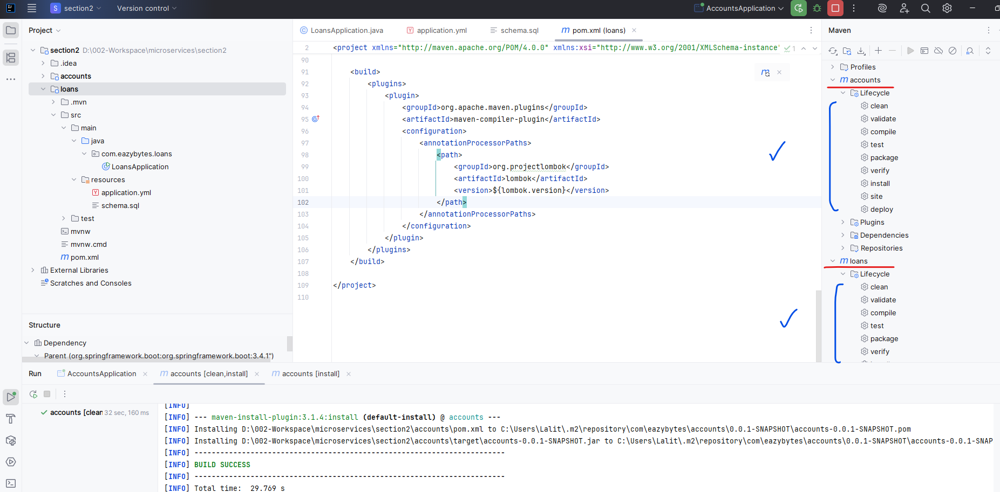 S section2
Version control
AccountsApplication
Project
section2 D:\002-Workspace\microservices\section2
.idea
accounts
loans
.mvn
src
main
java
com.eazybytes.loans
LoansApplication
resources
application.yml
schema.sql
test
mvnw
mvnw.cmd
pom.xml
External Libraries
Scratches and Consoles
Structure
Dependency
Parent (org.springframework.boot:org.springframework.boot:3.4.1")
LoansApplication.java
application.yml
schema.sql
pom.xml (loans)
2 <project xmlns="http://maven.apache.org/POM/4.0.0" xmlns:xsi="http://www.w3.org/2001/XMLSchema-instance"
1
90
91 <build>
92 <plugins>
93 <plugin>
94 <groupId>org.apache.maven.plugins</groupId>
95 <artifactId>maven-compiler-plugin</artifactId>
96 <configuration>
97 <annotationProcessorPaths>
98 <path>
99 <groupId>org.projectlombok</groupId>
100 <artifactId>lombok</artifactId>
101 <version>${lombok.version}</version>
102 </path>
103 </annotationProcessorPaths>
104 </configuration>
105 </plugin>
106 </plugins>
107 </build>
108
109 </project>
110
Maven
Profiles
accounts
Lifecycle
clean
validate
compile
test
package
verify
install
site
deploy
Plugins
Dependencies
Repositories
loans
Lifecycle
clean
validate
compile
test
package
verify
Run
AccountsApplication
accounts [clean,install]
accounts [install]
accounts [clean 32 sec, 160 ms
[INFO]
[INFO] --- maven-install-plugin:3.1.4:install (default-install) @ accounts ---
[INFO] Installing D:\002-Workspace\microservices\section2\accounts\pom.xml to C:\Users\Lalit\.m2\repository\com\eazybytes\accounts\0.0.1-SNAPSHOT\accounts-0.0.1-SNAPSHOT.pom
[INFO] Installing D:\002-Workspace\microservices\section2\accounts\target\accounts-0.0.1-SNAPSHOT.jar to C:\Users\Lalit\.m2\repository\com\eazybytes\accounts\0.0.1-SNAPSHOT\accounts-0.0.1-SNAP
[INFO] ------------------------------------------------------------------------
[INFO] BUILD SUCCESS
[INFO] ------------------------------------------------------------------------
[INFO] Total time:  29.769 s